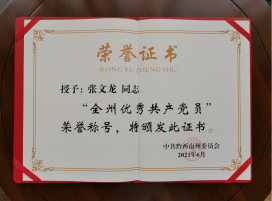 荣誉证书
RONG YU ZHENG SHU
授予：张文龙 同志
“全州优秀共产党员”
荣誉称号，特颁发此证书。
中共黔西南州委员会
2021年6月